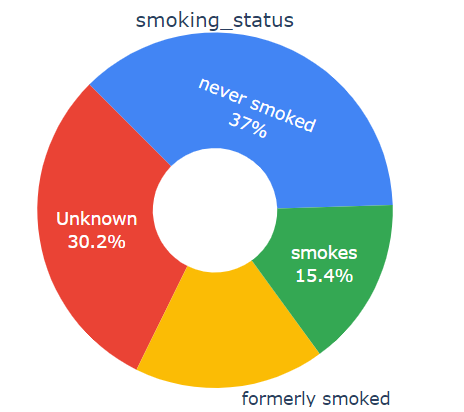 smoking_status
never smoked
37%
Unknown
30.2%
smokes
15.4%
formerly smoked